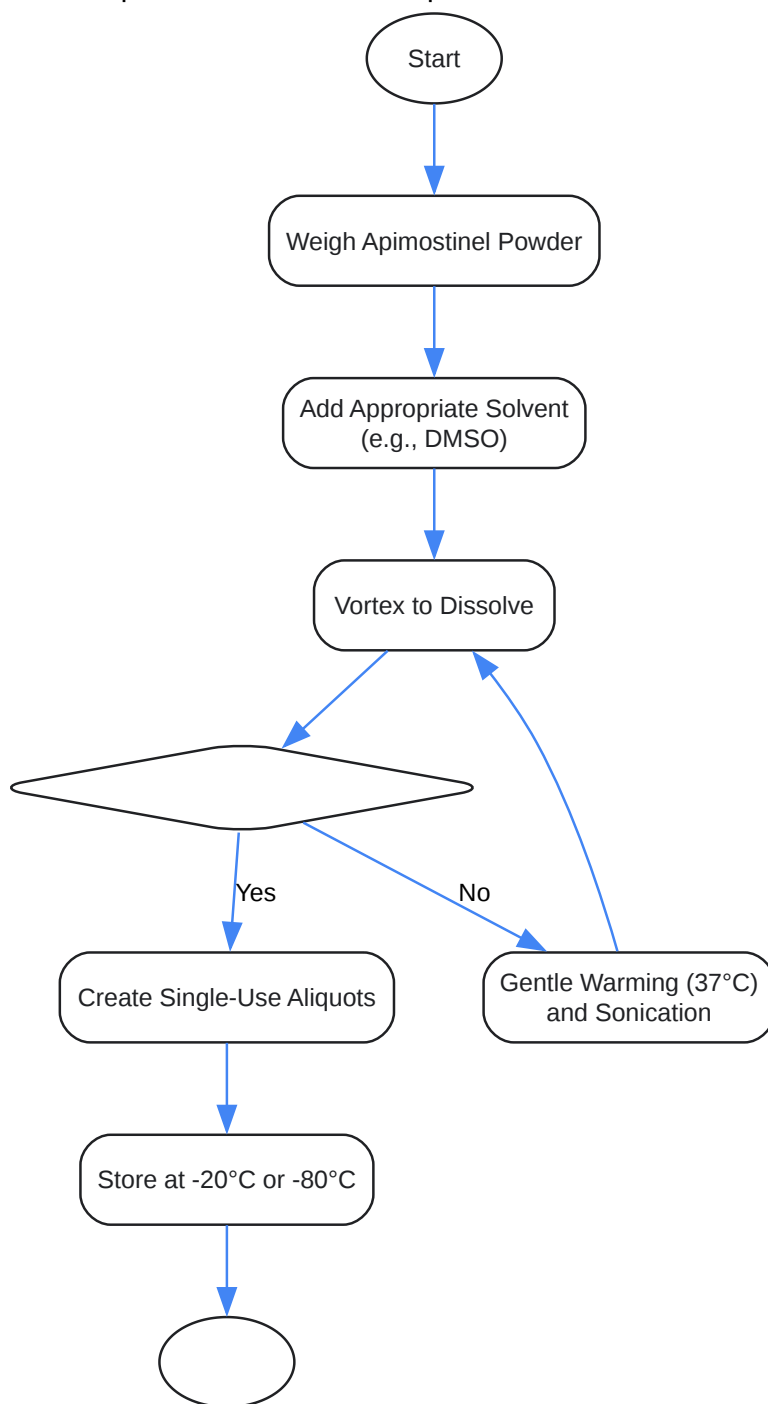 Start
Weigh Apimostinel Powder
Add Appropriate Solvent
(e.g., DMSO)
Vortex to Dissolve
Yes
No
Create Single-Use Aliquots
Gentle Warming (37°C)
and Sonication
Store at -20°C or -80°C